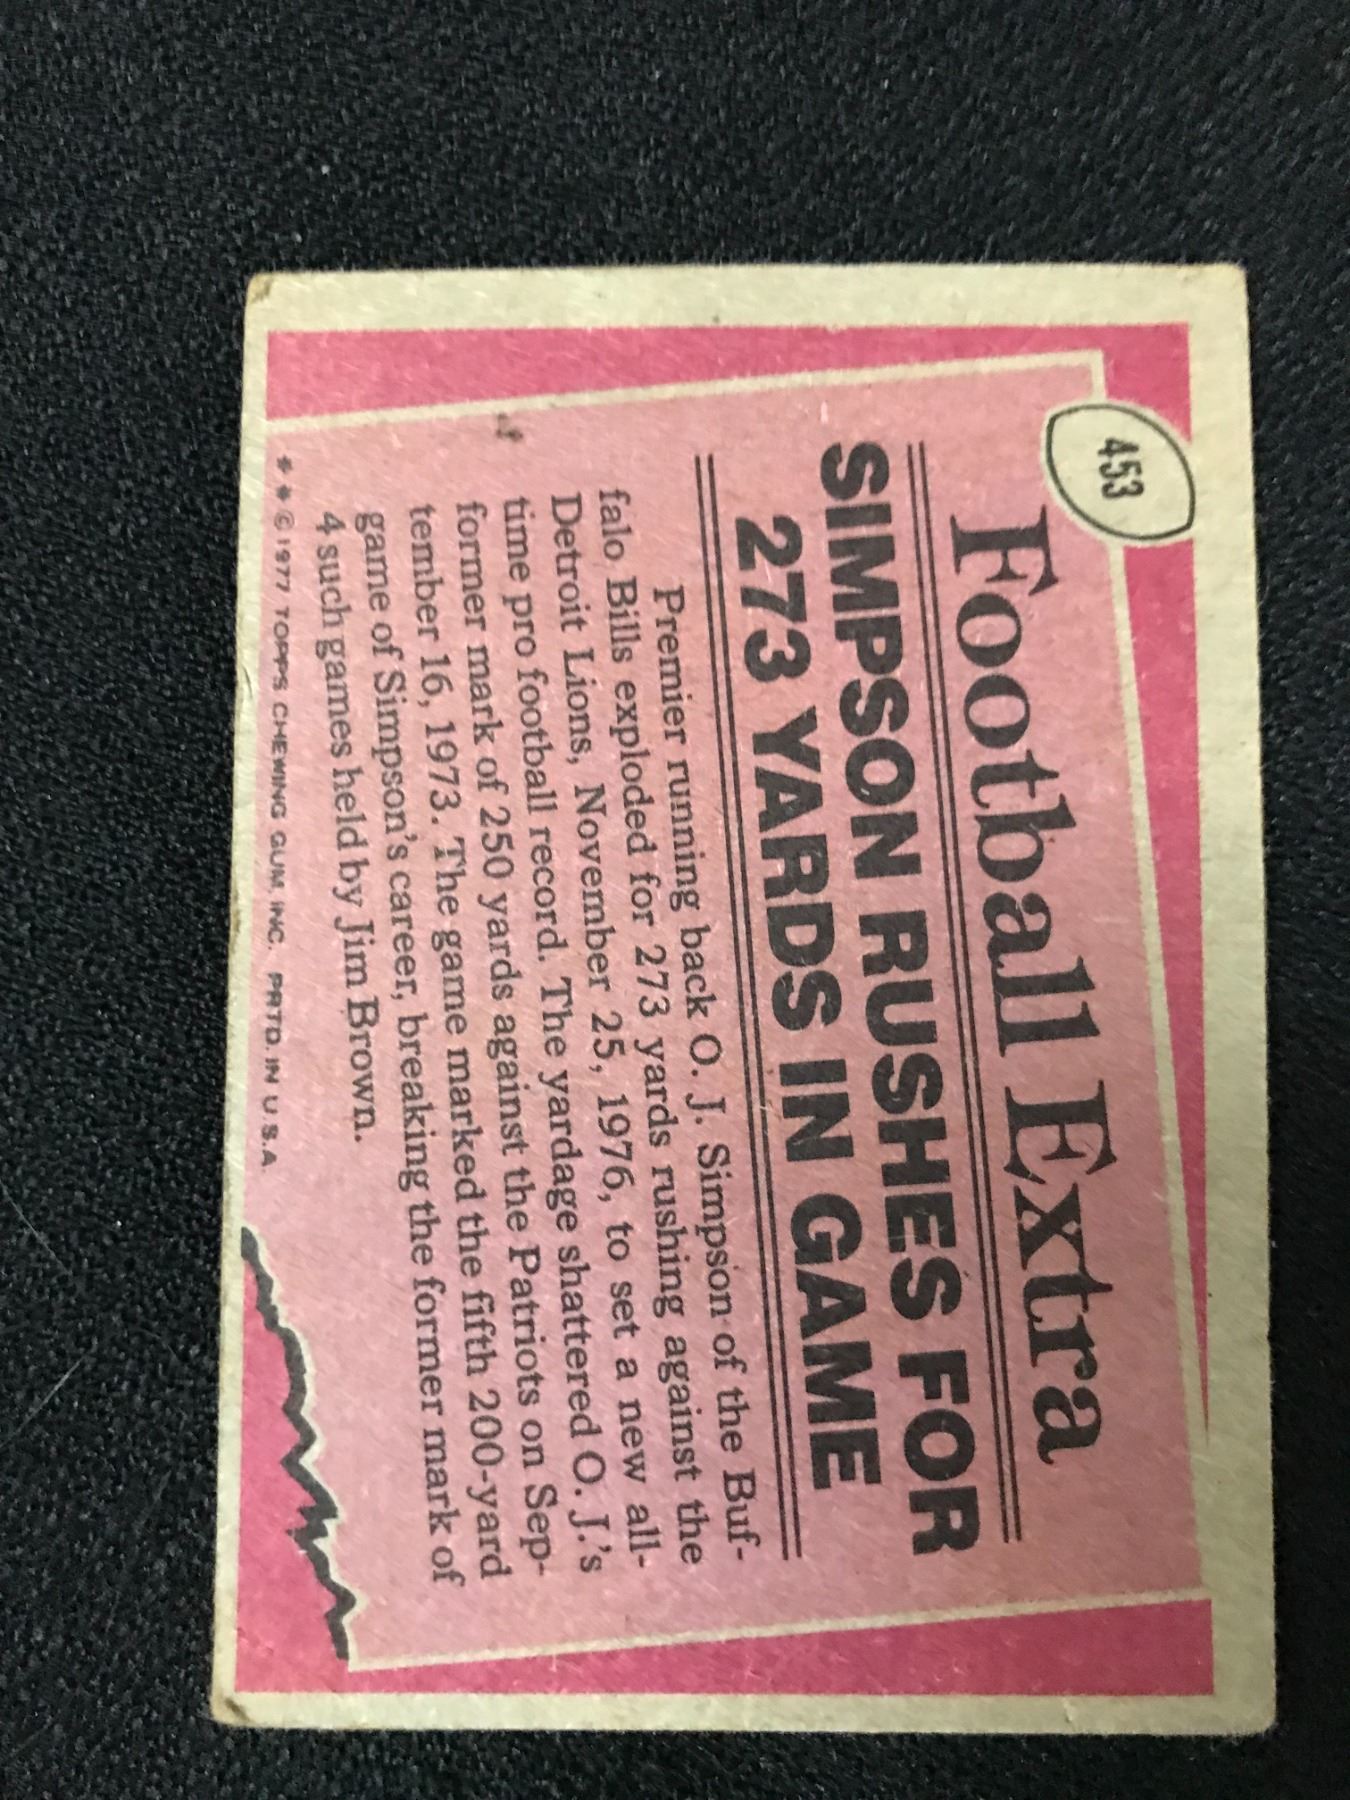 453
Football Extra
SIMPSON RUSHES FOR
273 YARDS IN GAME
Premier running back O. J. Simpson of the Buf-
falo Bills exploded for 273 yards rushing against the
Detroit Lions, November 25, 1976, to set a new all-
time pro football record. The yardage shattered O. J.'s
former mark of 250 yards against the Patriots on Sep-
tember 16, 1973. The game marked the fifth 200-yard
game of Simpson's career, breaking the former mark of
4 such games held by Jim Brown.
* * © 1977 TOPPS CHEWING GUM, INC. PRTD. IN U.S.A.